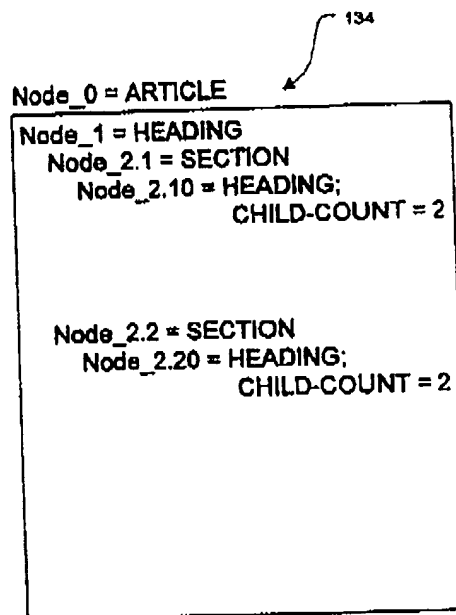 134
Node_0 = ARTICLE
Node_1 = HEADING
Node_2.1 = SECTION
Node_2.10 = HEADING;
CHILD-COUNT = 2
Node_2.2 = SECTION
Node_2.20 = HEADING;
CHILD-COUNT = 2